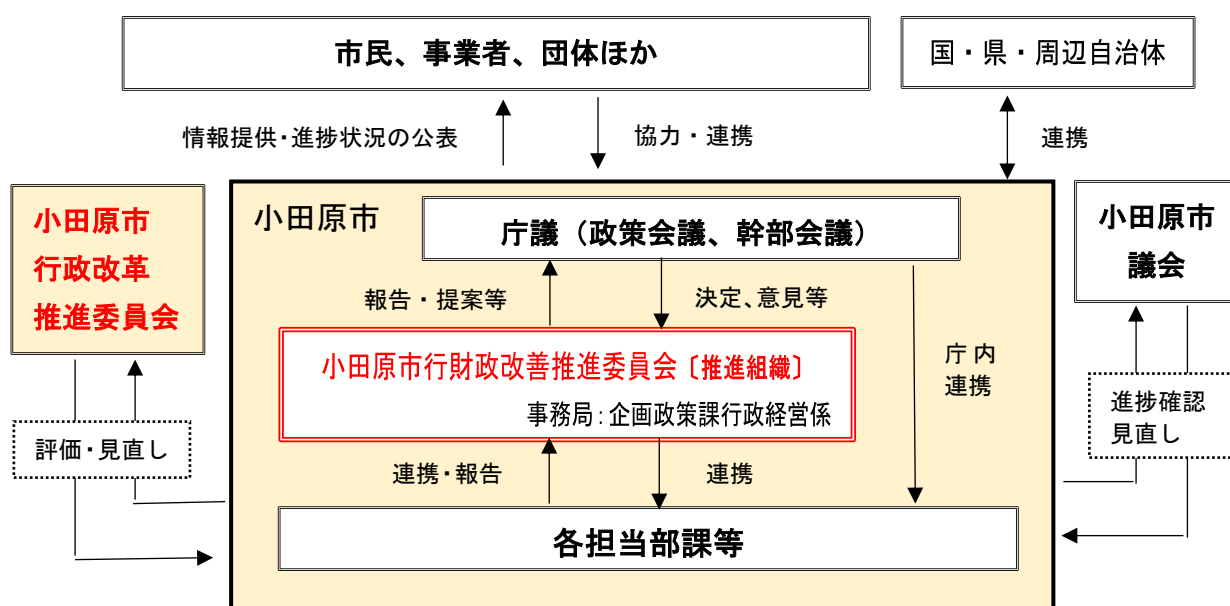 市民、事業者、団体ほか
国・県・周辺自治体
情報提供・進捗状況の公表
協力・連携
連携
小田原市
行政改革
推進委員会
小田原市
庁議（政策会議、幹部会議）
小田原市
議会
報告・提案等
決定、意見等
小田原市行財政改善推進委員会〔推進組織〕
事務局：企画政策課行政経営係
庁内
連携
進捗確認
見直し
評価・見直し
連携・報告
連携
各担当部課等